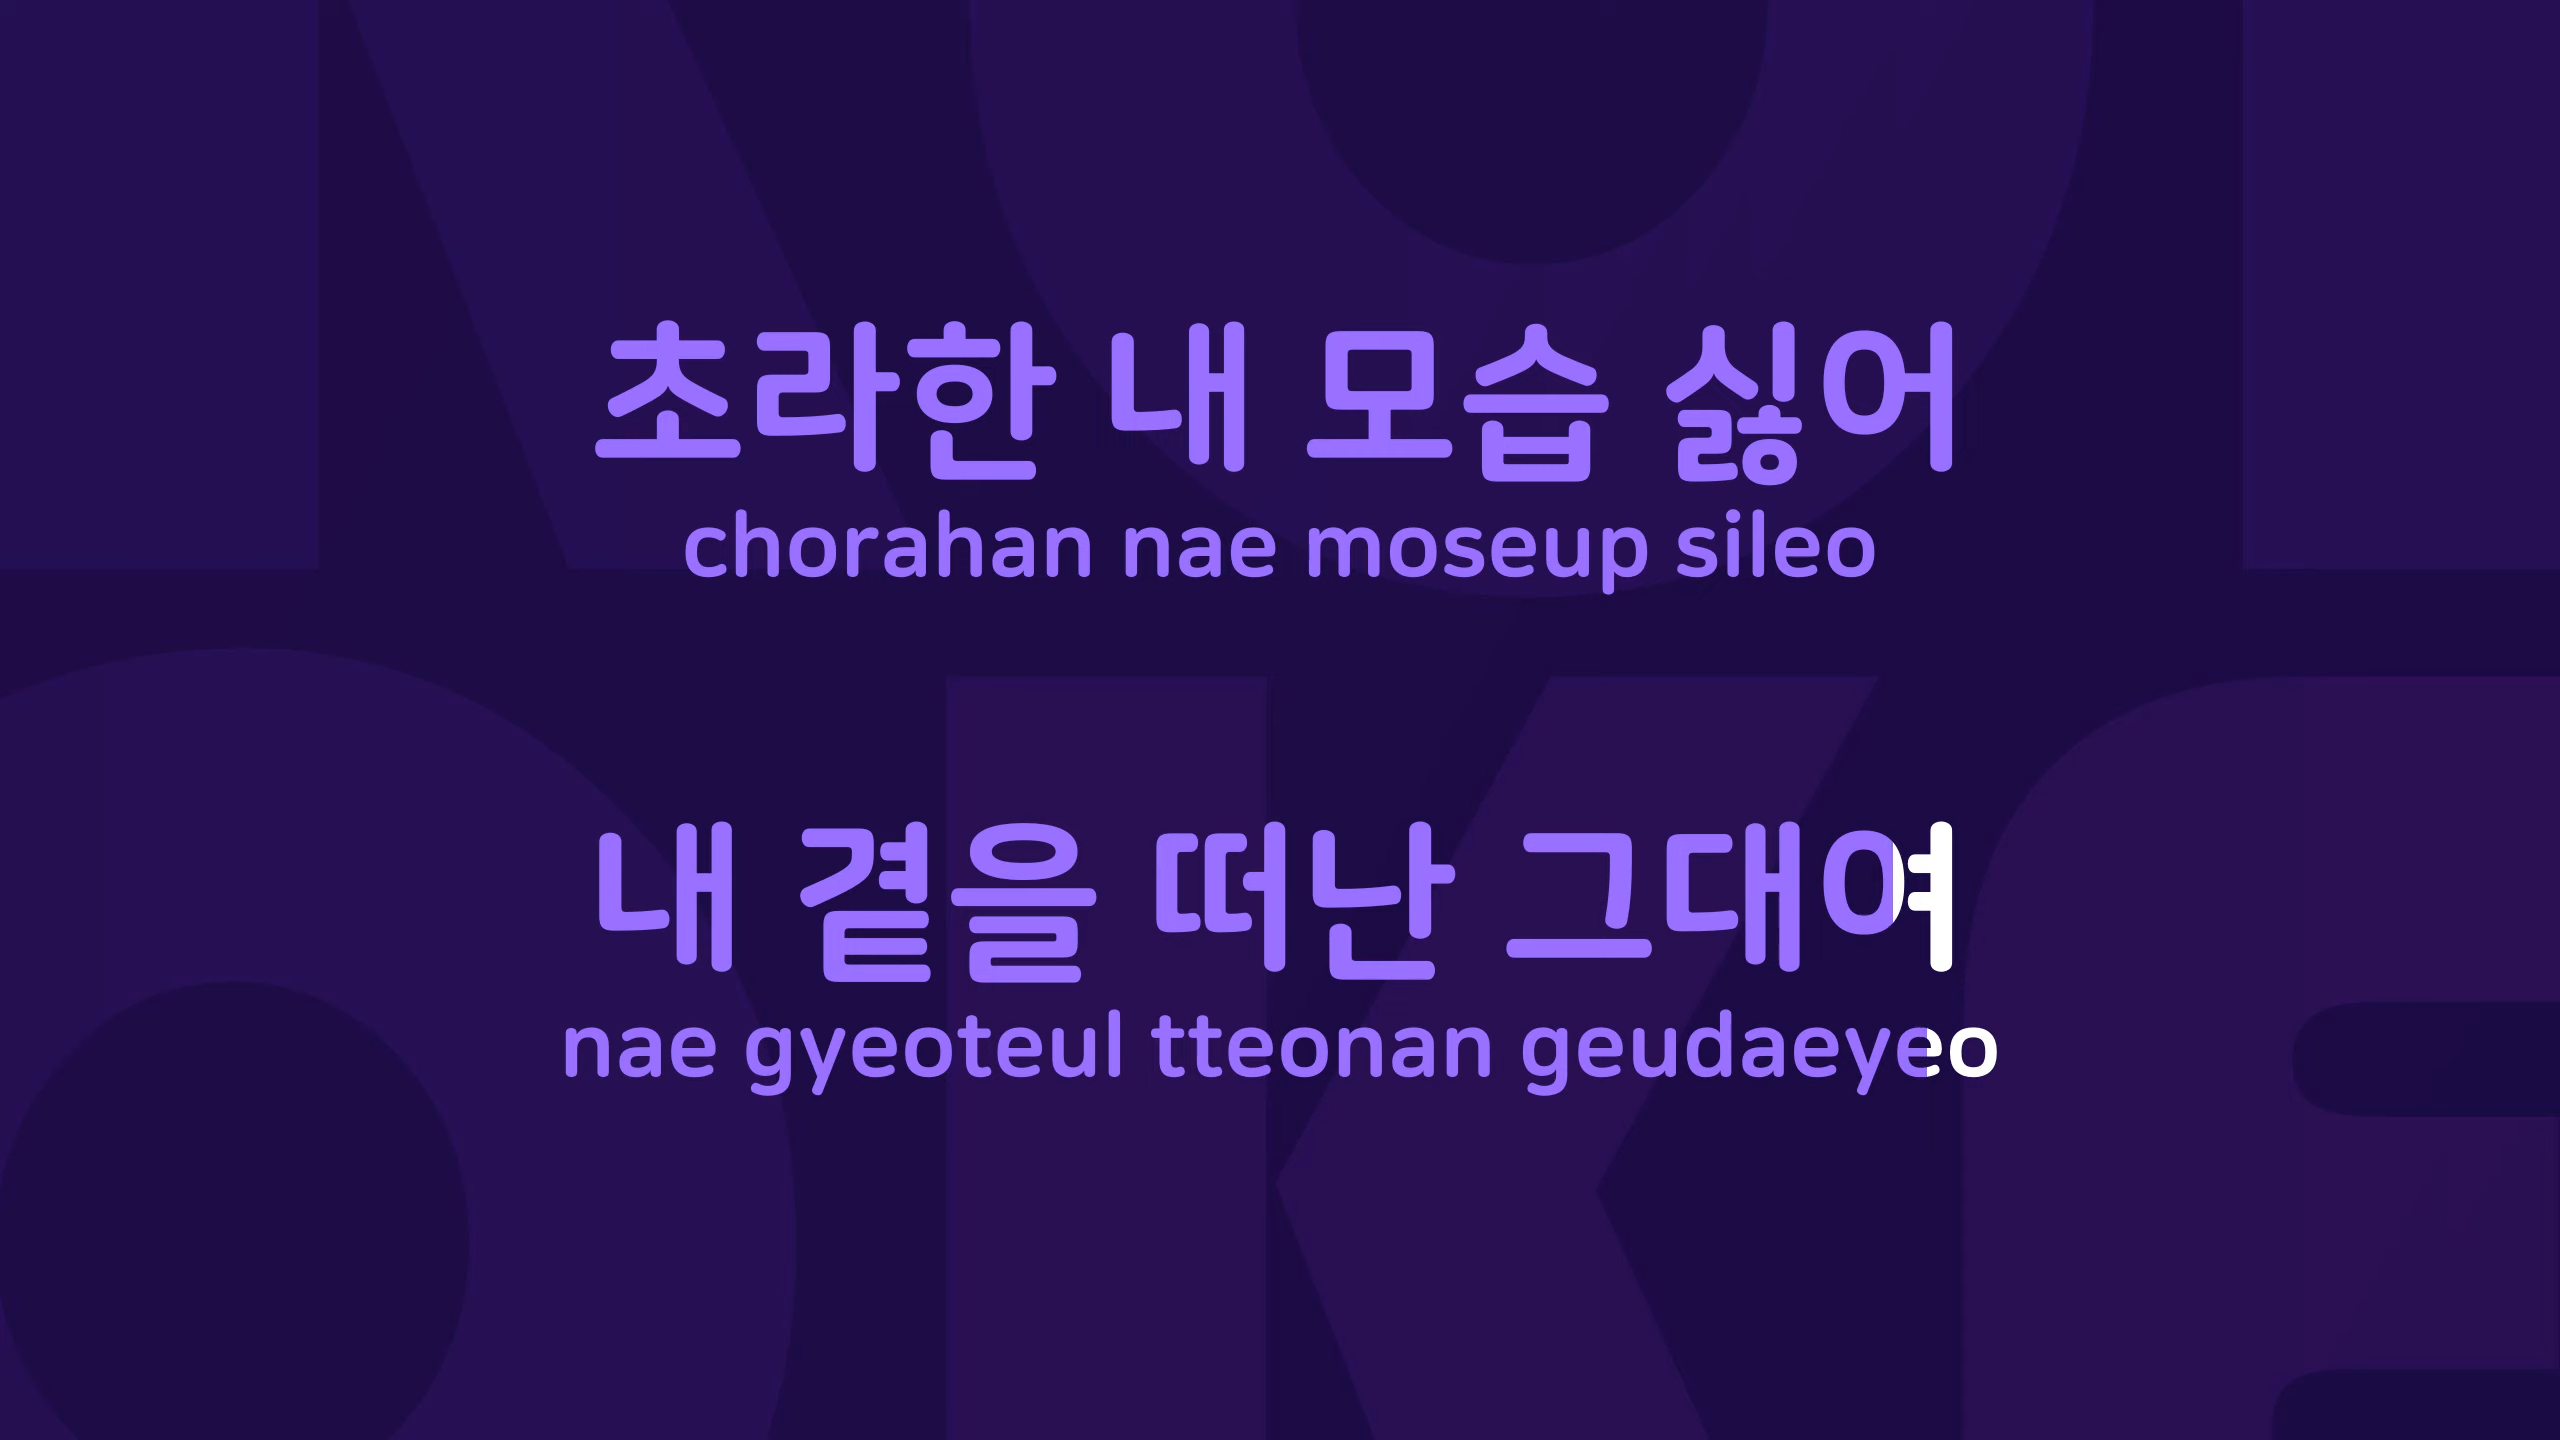 초라한 내 모습 싫어
chorahan nae moseup sileo
내 곁을 떠난 그대여
nae gyeoteul tteonan geudaeyeo